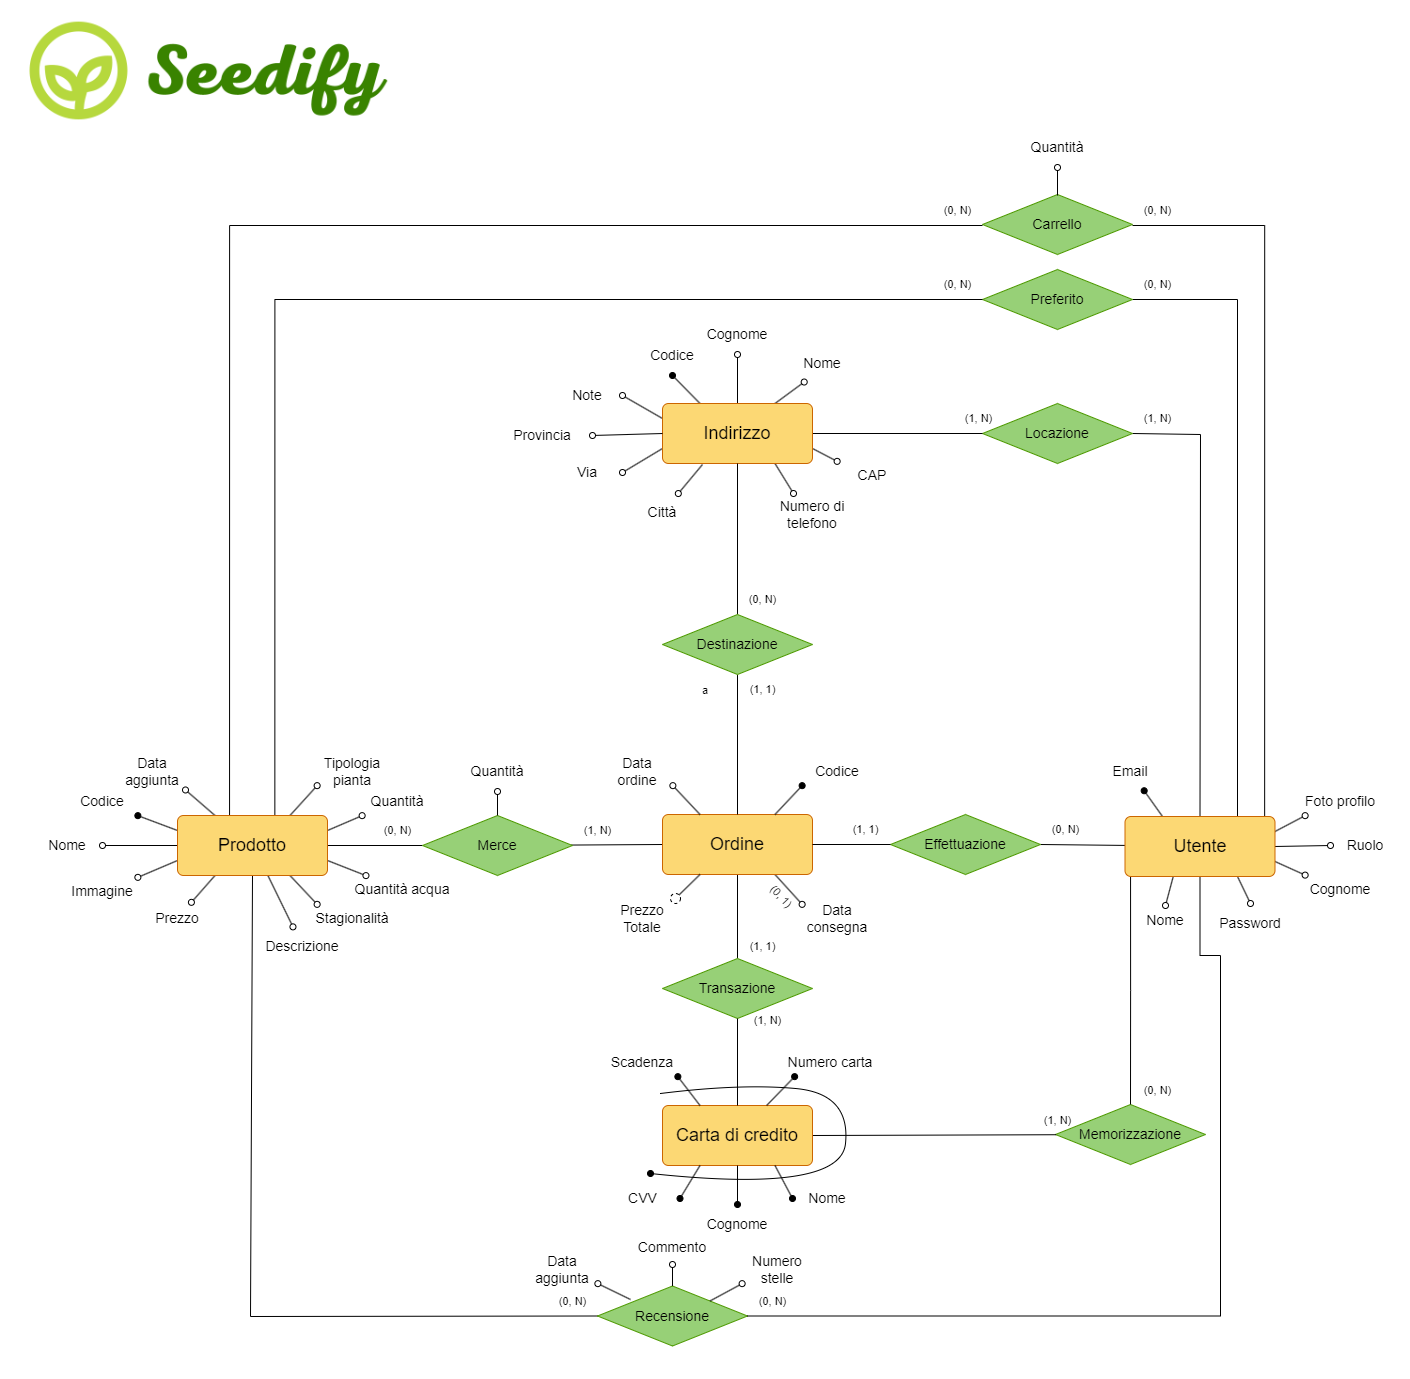 Seedify
Quantità
(0, N)
Carrello
(0, N)
(0, N)
Preferito
(0, N)
Cognome
Codice
Nome
Note
Provincia
Indirizzo
(1, N)
Locazione
(1, N)
Via
CAP
Città
Numero di
telefono
(0, N)
Destinazione
a
(1, 1)
Data
aggiunta
Tipologia
pianta
Codice
Quantità
Nome
Prodotto
Immagine
Quantità acqua
Prezzo
Stagionalità
Descrizione
Quantità
(0, N)
Merce
(1, N)
Data
ordine
Codice
Ordine
Prezzo
Totale
(0, 1)
Data
consegna
(1, 1)
Effettuazione
(0, N)
Email
Foto profilo
Utente
Ruolo
Cognome
Nome
Password
(1, 1)
Transazione
(1, N)
Scadenza
Numero carta
Carta di credito
CVV
Nome
Cognome
(0, N)
(1, N)
Memorizzazione
Data
aggiunta
Commento
Numero
stelle
(0, N)
Recensione
(0, N)